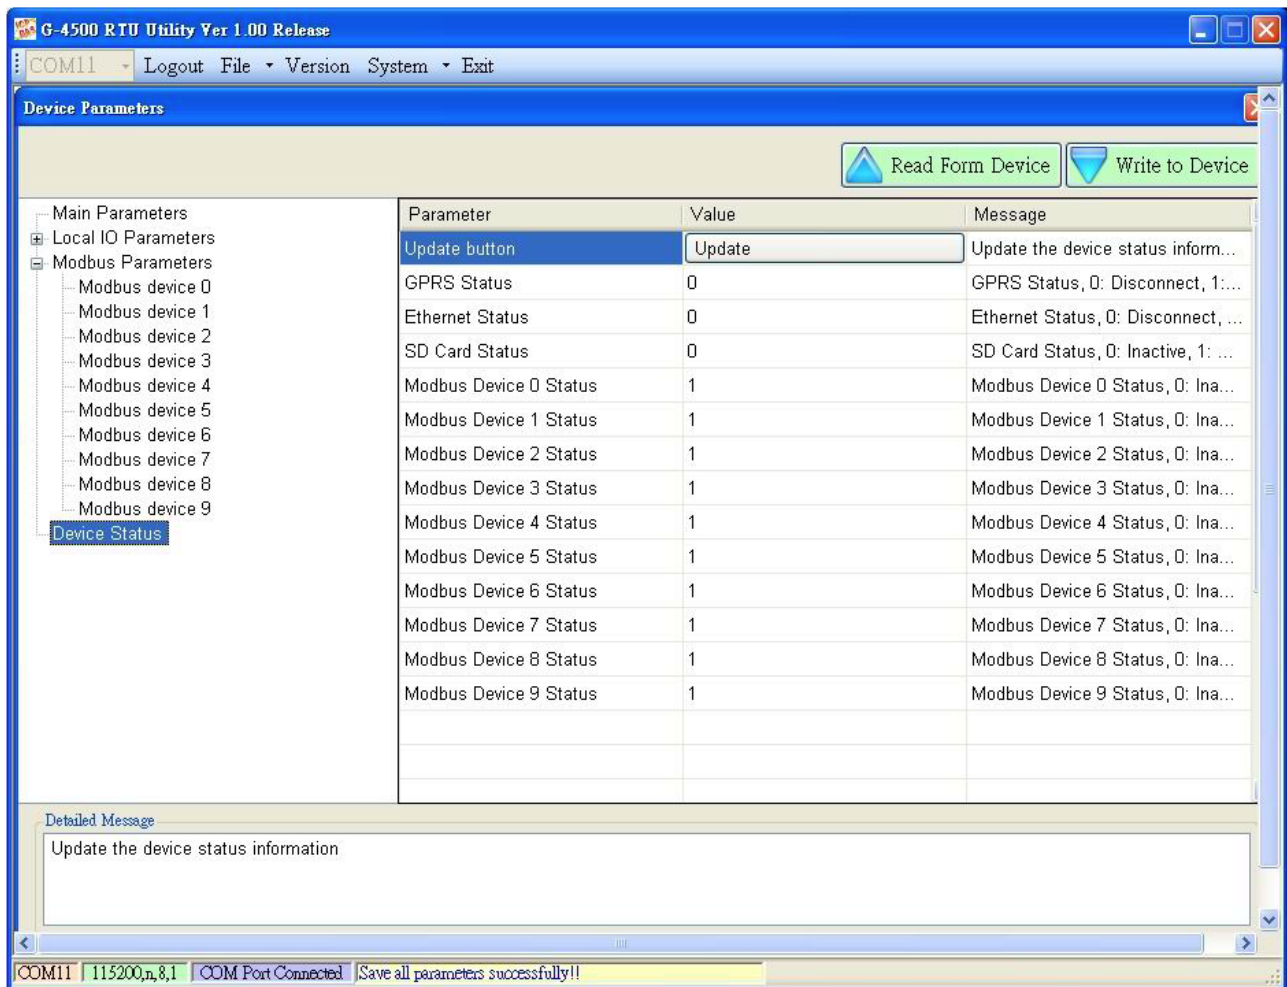 G-4500 RTU Utility Ver 1.00 Release
COM11 Logout File Version System Exit
Device Parameters
Read Form Device Write to Device
Main Parameters
Local IO Parameters
Modbus Parameters
Modbus device 0
Modbus device 1
Modbus device 2
Modbus device 3
Modbus device 4
Modbus device 5
Modbus device 6
Modbus device 7
Modbus device 8
Modbus device 9
Device Status
Parameter Value Message
Update button Update Update the device status inform...
GPRS Status 0 GPRS Status, 0: Disconnect, 1:...
Ethernet Status 0 Ethernet Status, 0: Disconnect, ...
SD Card Status 0 SD Card Status, 0: Inactive, 1: ...
Modbus Device 0 Status 1 Modbus Device 0 Status, 0: Ina...
Modbus Device 1 Status 1 Modbus Device 1 Status, 0: Ina...
Modbus Device 2 Status 1 Modbus Device 2 Status, 0: Ina...
Modbus Device 3 Status 1 Modbus Device 3 Status, 0: Ina...
Modbus Device 4 Status 1 Modbus Device 4 Status, 0: Ina...
Modbus Device 5 Status 1 Modbus Device 5 Status, 0: Ina...
Modbus Device 6 Status 1 Modbus Device 6 Status, 0: Ina...
Modbus Device 7 Status 1 Modbus Device 7 Status, 0: Ina...
Modbus Device 8 Status 1 Modbus Device 8 Status, 0: Ina...
Modbus Device 9 Status 1 Modbus Device 9 Status, 0: Ina...
Detailed Message
Update the device status information
COM11 115200,n,8,1 COM Port Connected Save all parameters successfully!!